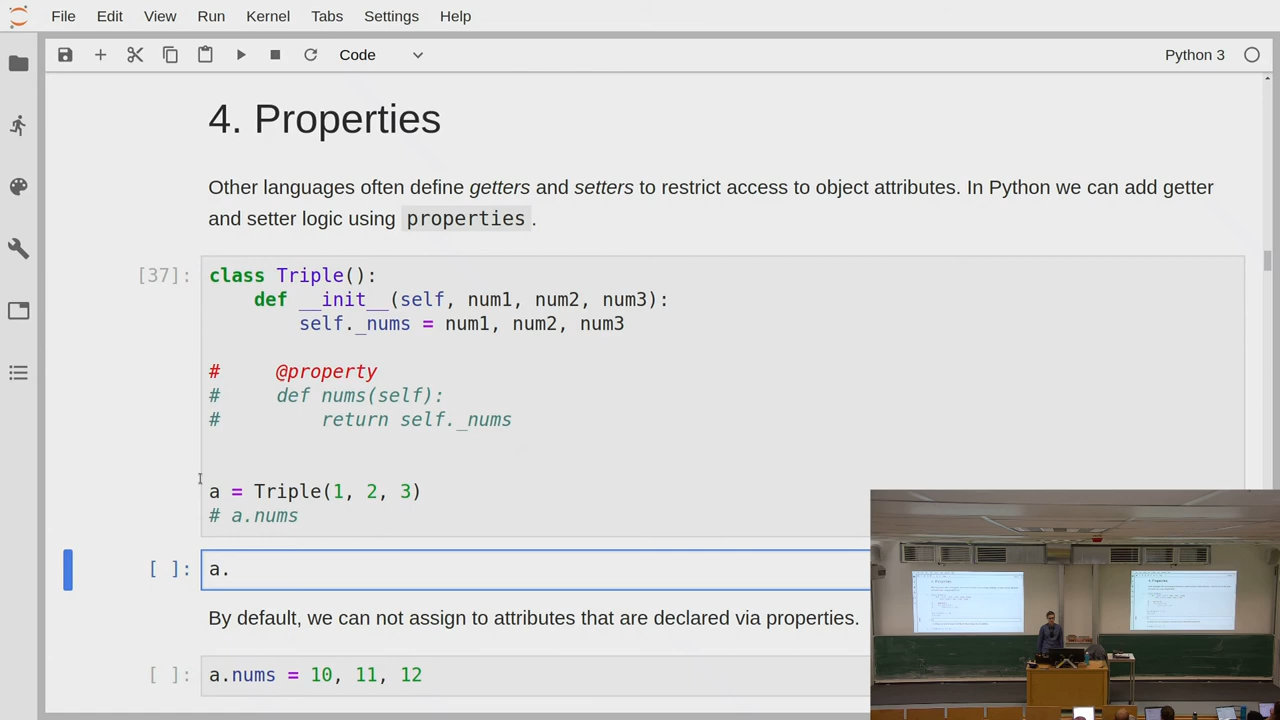 File Edit View Run Kernel Tabs Settings Help
Code Python 3
4. Properties
Other languages often define getters and setters to restrict access to object attributes. In Python we can add getter
and setter logic using properties.
[37]: class Triple():
def __init__(self, num1, num2, num3):
self._nums = num1, num2, num3
# @property
# def nums(self):
# return self._nums
a = Triple(1, 2, 3)
# a.nums
[ ]: a.
By default, we can not assign to attributes that are declared via properties.
[ ]: a.nums = 10, 11, 12